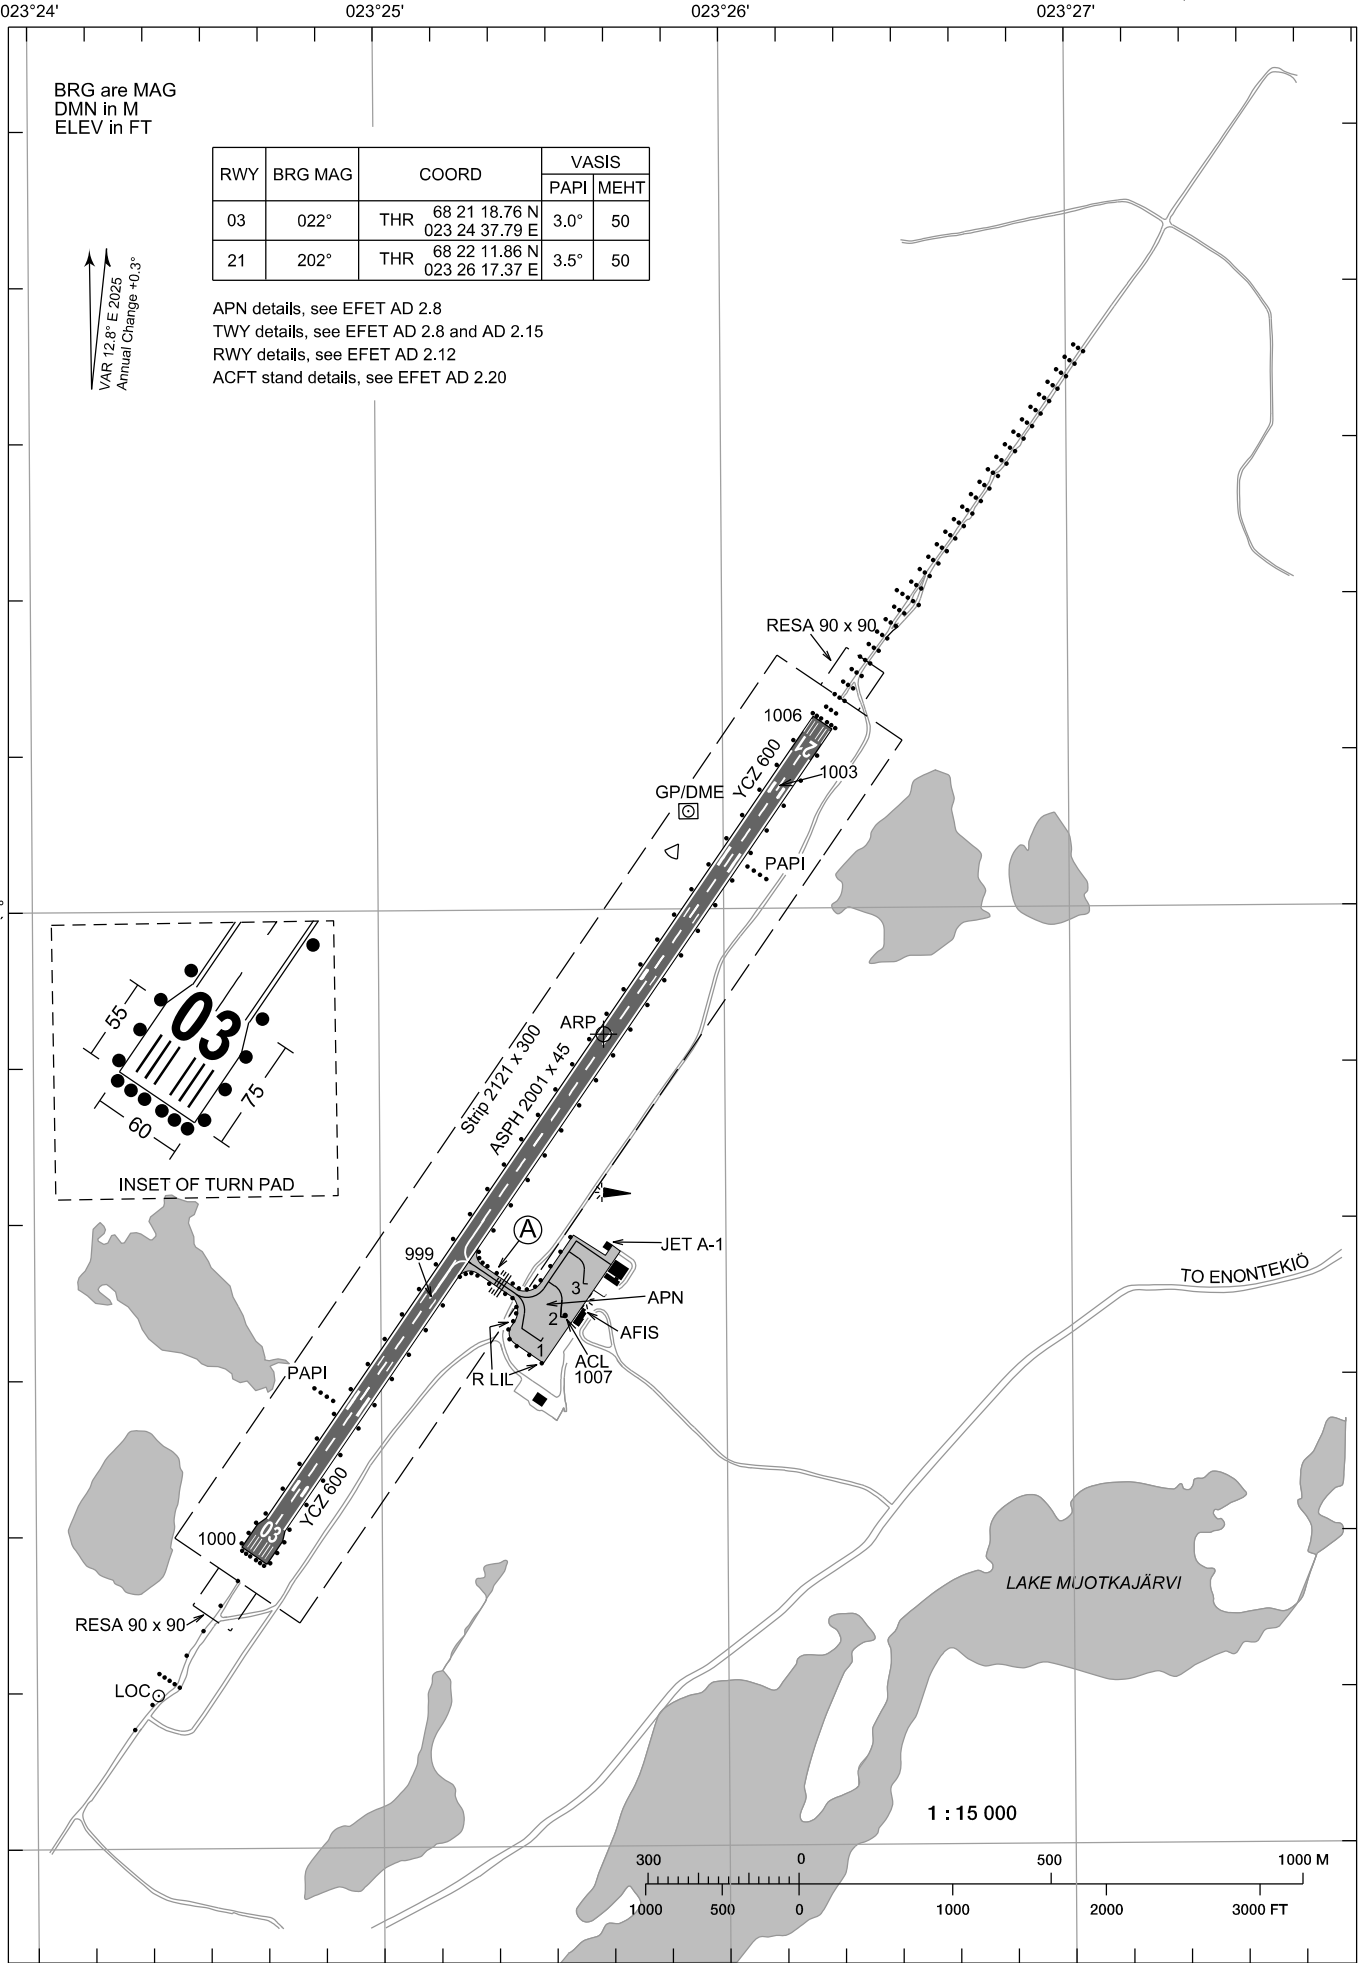 023°24'
023°25'
023°26'
023°27'
BRG are MAG
DMN in M
ELEV in FT
RWY BRG MAG COORD VASIS
PAPI MEHT
03 022° THR 68 21 18.76 N 3.0° 50
023 24 37.79 E
21 202° THR 68 22 11.86 N 3.5° 50
023 26 17.37 E
VAR 12.8° E 2025
Annual Change +0.3°
APN details, see EFET AD 2.8
TWY details, see EFET AD 2.8 and AD 2.15
RWY details, see EFET AD 2.12
ACFT stand details, see EFET AD 2.20
RESA 90 x 90
1006
21
YCZ 600
1003
GP/DME
PAPI
ARP
Strip 2121 x 300
ASPH 2001 x 45
03
55
75
60
INSET OF TURN PAD
A
999
JET A-1
3
APN
2
AFIS
1
ACL
1007
R LIL
TO ENONTEKIÖ
PAPI
YCZ 600
03
1000
RESA 90 x 90
LOC
LAKE MUOTKAJÄRVI
1 : 15 000
300 0 500 1000 M
1000 500 0 1000 2000 3000 FT